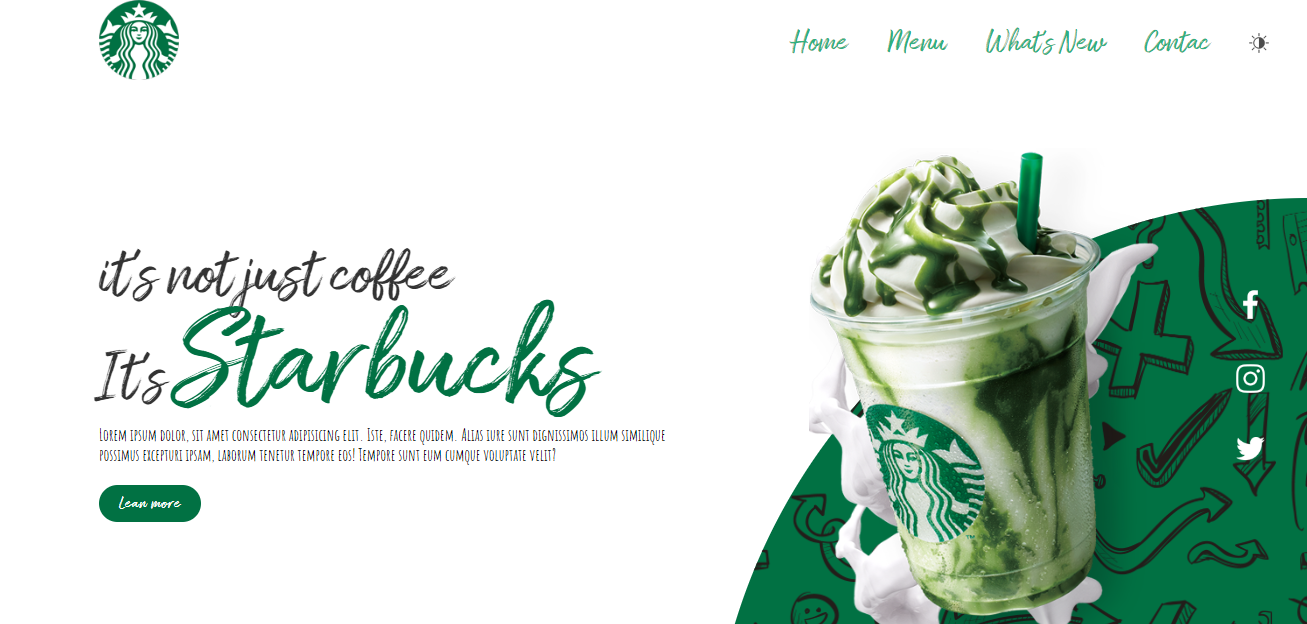 Home Menu What's New Contac
it's not just coffee
It's Starbucks
Lorem ipsum dolor, sit amet consectetur adipisicing elit. Iste, facere quidem. Alias iure sunt dignissimos illum similique
possimus excepturi ipsam, laborum tenetur tempore eos! Tempore sunt eum cumque voluptate velit?
Lean more
TM